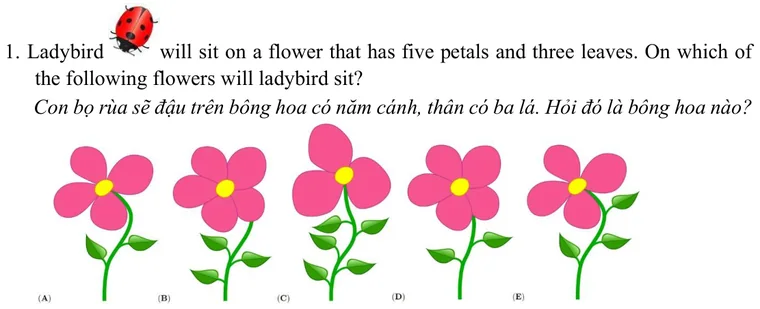 1. Ladybird will sit on a flower that has five petals and three leaves. On which of
the following flowers will ladybird sit?
Con bọ rùa sẽ đậu trên bông hoa có năm cánh, thân có ba lá. Hỏi đó là bông hoa nào?
(A) (B) (C) (D) (E)